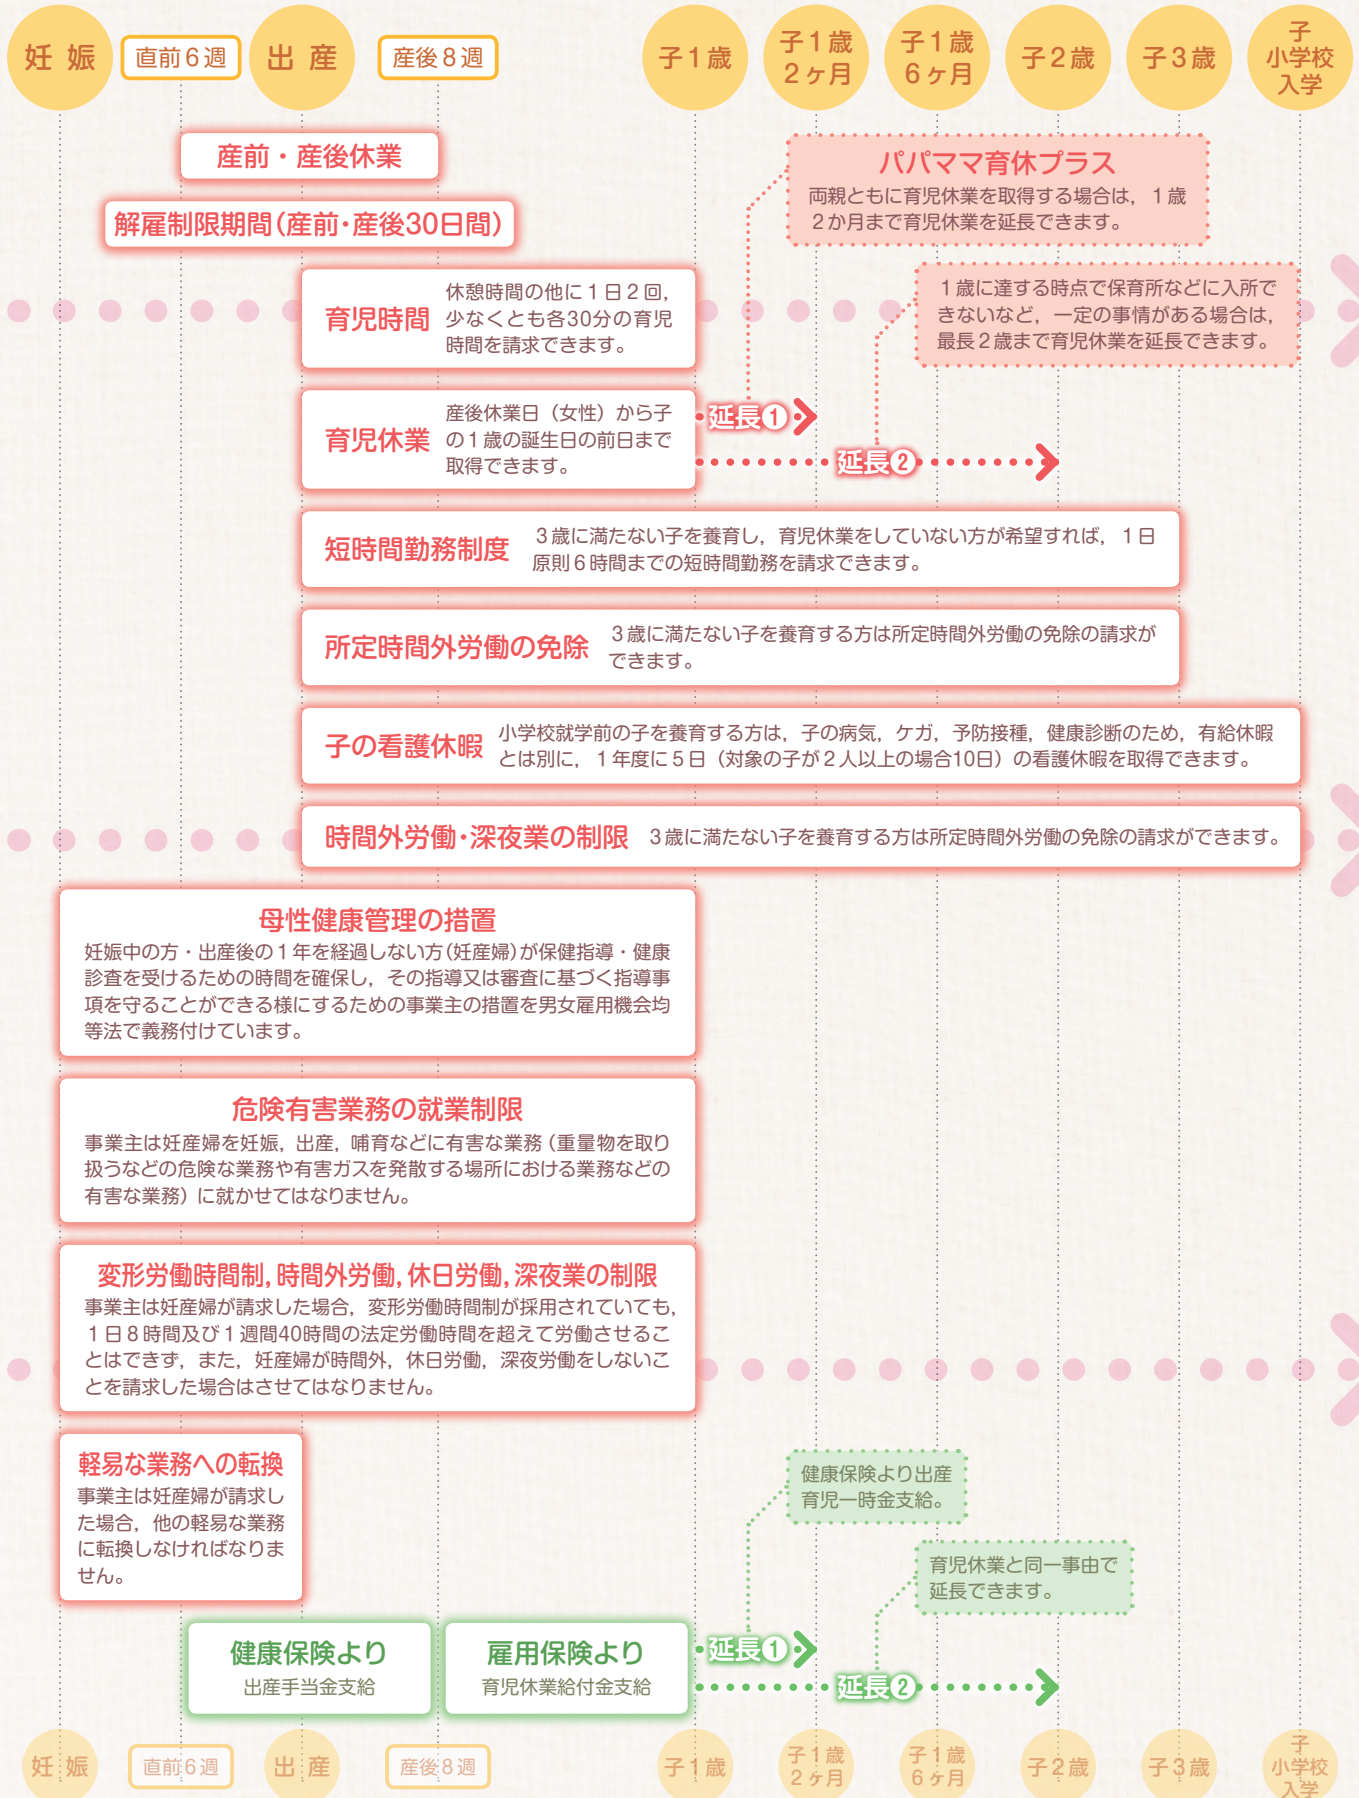 妊 娠
直前6週
出 産
産後8週
子1歳
子1歳
2ヶ月
子1歳
6ヶ月
子2歳
子3歳
子
小学校
入学
産前・産後休業
解雇制限期間(産前・産後30日間)
パパママ育休プラス
両親ともに育児休業を取得する場合は，1歳
2か月まで育児休業を延長できます。
育児時間
休憩時間の他に1日2回，
少なくとも各30分の育児
時間を請求できます。
1歳に達する時点で保育所などに入所で
きないなど，一定の事情がある場合は，
最長2歳まで育児休業を延長できます。
育児休業
産後休業日（女性）から子
の1歳の誕生日の前日まで
取得できます。
延長❶
延長❷
短時間勤務制度
3歳に満たない子を養育し，育児休業をしていない方が希望すれば，1日
原則6時間までの短時間勤務を請求できます。
所定時間外労働の免除
3歳に満たない子を養育する方は所定時間外労働の免除の請求が
できます。
子の看護休暇
小学校就学前の子を養育する方は，子の病気，ケガ，予防接種，健康診断のため，有給休暇
とは別に，1年度に5日（対象の子が2人以上の場合10日）の看護休暇を取得できます。
時間外労働・深夜業の制限
3歳に満たない子を養育する方は所定時間外労働の免除の請求ができます。
母性健康管理の措置
妊娠中の方・出産後の1年を経過しない方(妊産婦)が保健指導・健康
診査を受けるための時間を確保し，その指導又は審査に基づく指導事
項を守ることができる様にするための事業主の措置を男女雇用機会均
等法で義務付けています。
危険有害業務の就業制限
事業主は妊産婦を妊娠，出産，哺育などに有害な業務（重量物を取り
扱うなどの危険な業務や有害ガスを発散する場所における業務などの
有害な業務）に就かせてはなりません。
変形労働時間制，時間外労働，休日労働，深夜業の制限
事業主は妊産婦が請求した場合，変形労働時間制が採用されていても，
1日8時間及び1週間40時間の法定労働時間を超えて労働させるこ
とはできず，また，妊産婦が時間外，休日労働，深夜労働をしないこ
とを請求した場合はさせてはなりません。
軽易な業務への転換
事業主は妊産婦が請求し
た場合，他の軽易な業務
に転換しなければなりま
せん。
健康保険より出産
育児一時金支給。
育児休業と同一事由で
延長できます。
健康保険より
出産手当金支給
雇用保険より
育児休業給付金支給
延長❶
延長❷
妊 娠
直前6週
出 産
産後8週
子1歳
子1歳
2ヶ月
子1歳
6ヶ月
子2歳
子3歳
子
小学校
入学